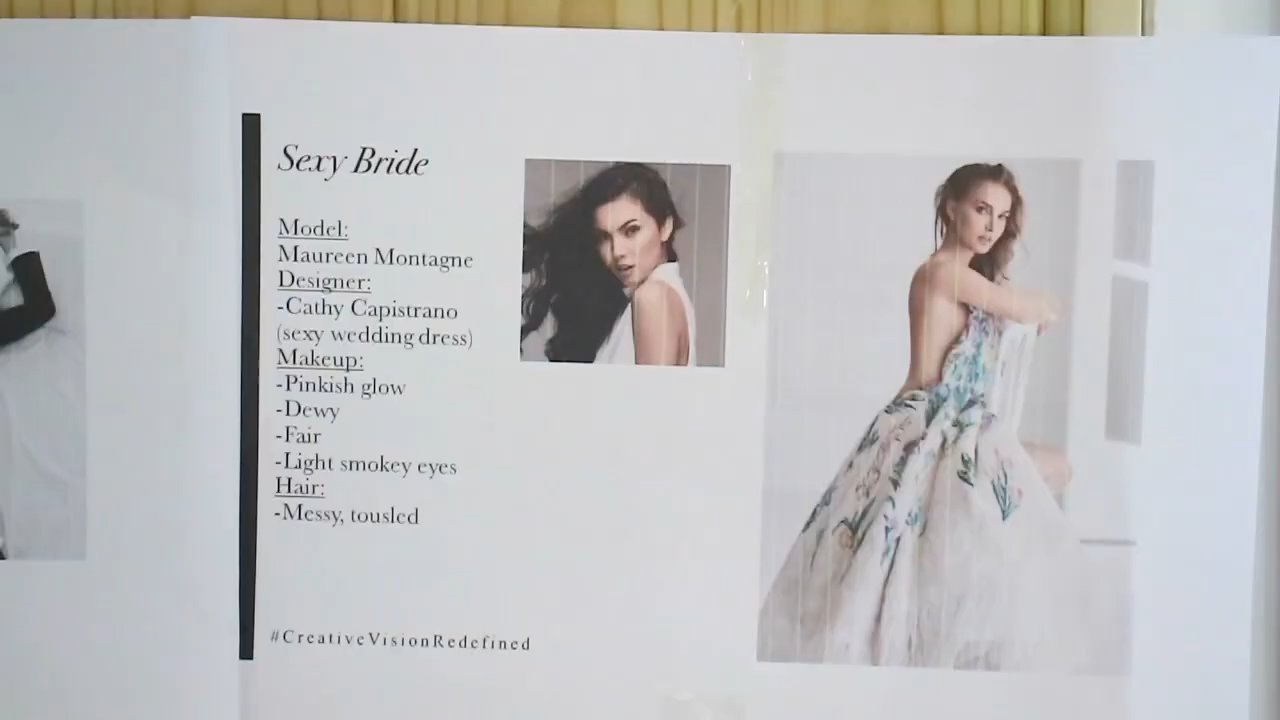 Sexy Bride
Model:
Maureen Montagne
Designer:
-Cathy Capistrano
(sexy wedding dress)
Makeup:
-Pinkish glow
-Dewy
-Fair
-Light smokey eyes
Hair:
-Messy, tousled
#CreativeVisionRedefined